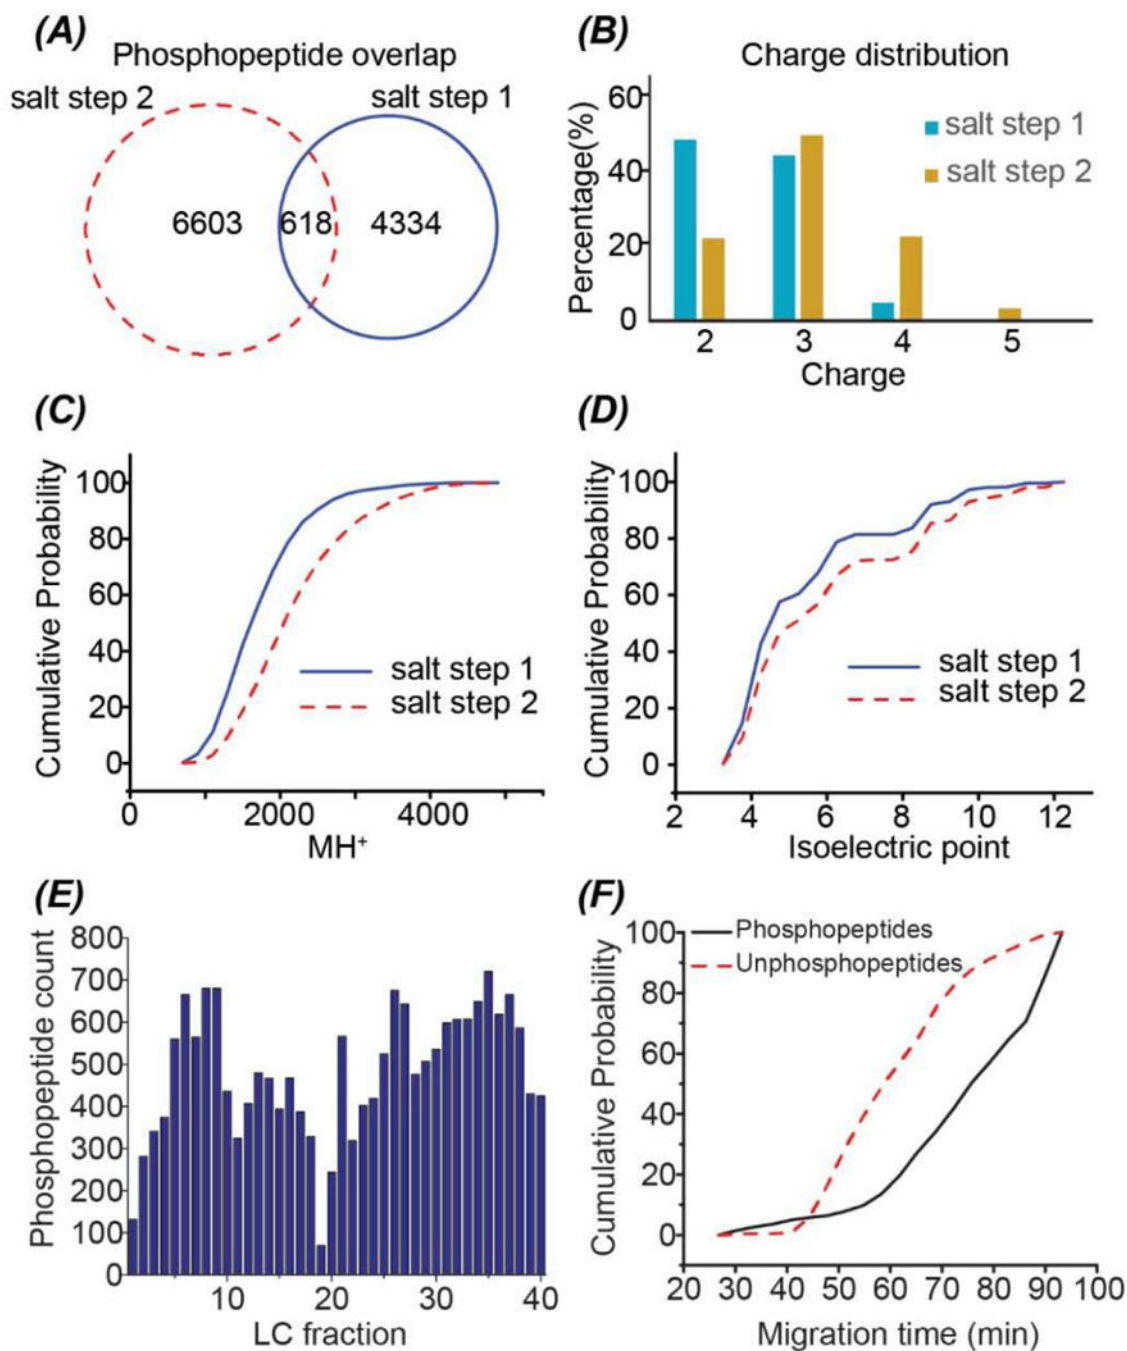 (A)
Phosphopeptide overlap
salt step 2
salt step 1
6603
618
4334
(B)
Charge distribution
Percentage(%)
60
40
20
0
salt step 1
salt step 2
2 3 4 5
Charge
(C)
Cumulative Probability
100
80
60
40
20
0
salt step 1
salt step 2
0 2000 4000
MH⁺
(D)
Cumulative Probability
100
80
60
40
20
0
salt step 1
salt step 2
2 4 6 8 10 12
Isoelectric point
(E)
Phosphopeptide count
800
700
600
500
400
300
200
100
0
10 20 30 40
LC fraction
(F)
Cumulative Probability
100
80
60
40
20
0
Phosphopeptides
Unphosphopeptides
20 30 40 50 60 70 80 90 100
Migration time (min)